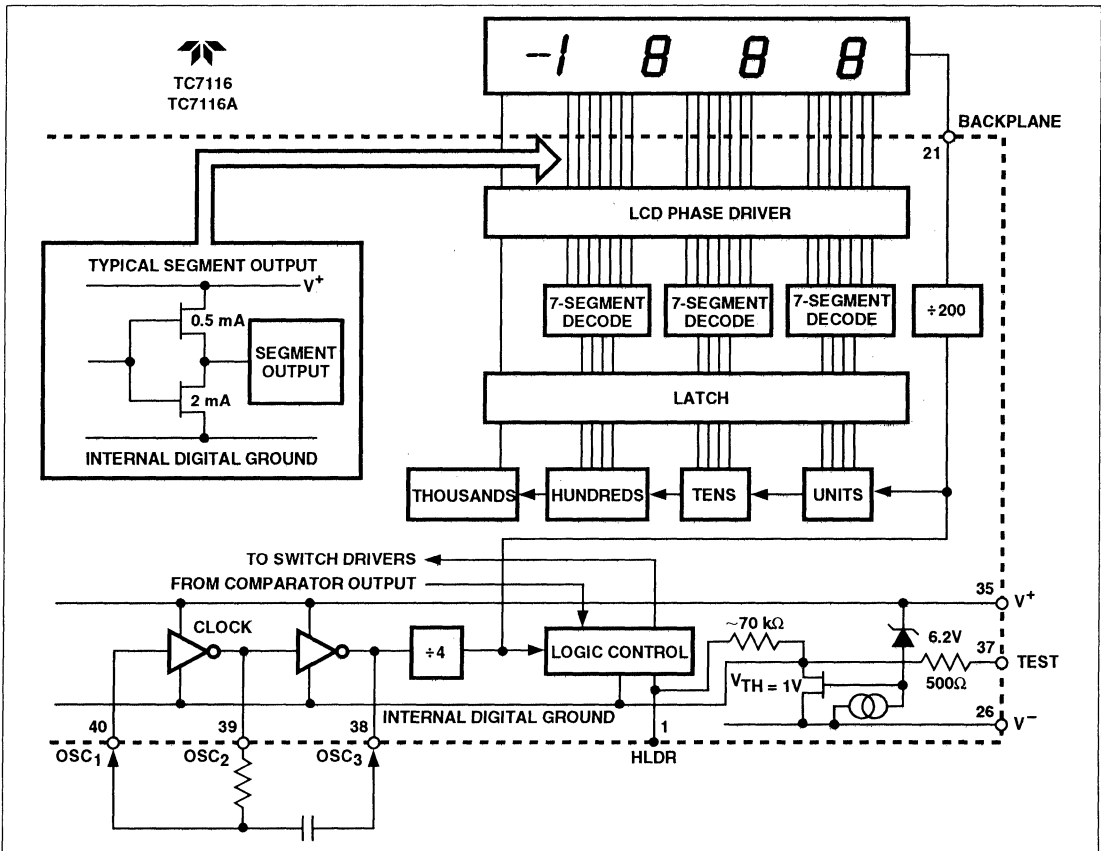 -1 8 8 8
TC7116
TC7116A
BACKPLANE
21
LCD PHASE DRIVER
TYPICAL SEGMENT OUTPUT
V+
0.5 mA
SEGMENT
OUTPUT
2 mA
INTERNAL DIGITAL GROUND
7-SEGMENT
DECODE
7-SEGMENT
DECODE
7-SEGMENT
DECODE
÷200
LATCH
THOUSANDS
HUNDREDS
TENS
UNITS
TO SWITCH DRIVERS
FROM COMPARATOR OUTPUT
35
V+
CLOCK
÷4
LOGIC CONTROL
~70 kΩ
6.2V
37
TEST
500Ω
VTH = 1V
INTERNAL DIGITAL GROUND
26
V−
40
39
38
1
OSC1
OSC2
OSC3
HLDR